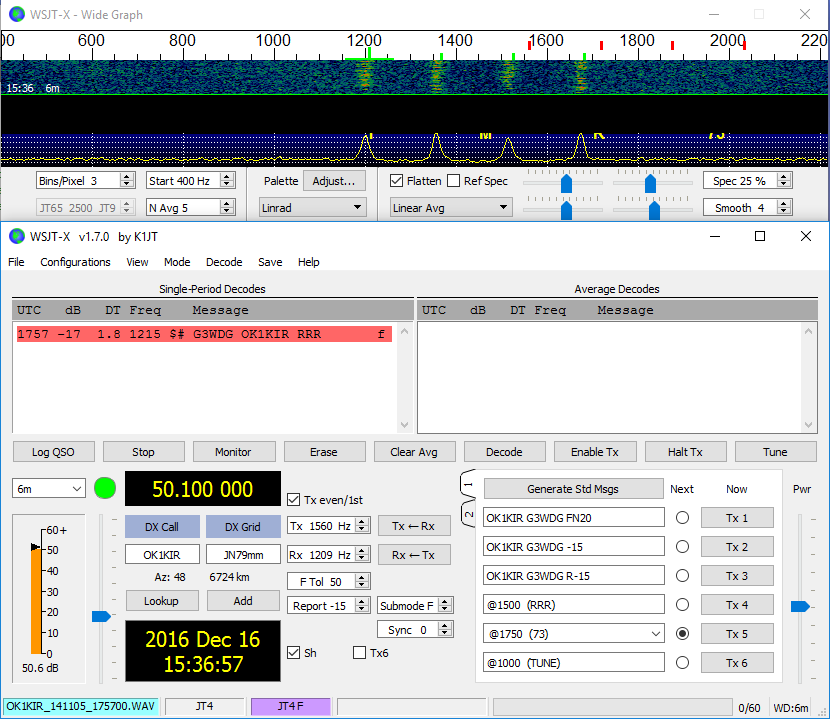 WSJT-X - Wide Graph
00 600 800 1000 1200 1400 1600 1800 2000 220
15:36 6m
T M R 73
Bins/Pixel 3 Start 400 Hz Palette Adjust... Flatten Ref Spec Spec 25 %
JT65 2500 JT9 N Avg 5 Linrad Linear Avg Smooth 4
WSJT-X v1.7.0 by K1JT
File Configurations View Mode Decode Save Help
Single-Period Decodes Average Decodes
UTC dB DT Freq Message UTC dB DT Freq Message
1757 -17 1.8 1215 $# G3WDG OK1KIR RRR f
Log QSO Stop Monitor Erase Clear Avg Decode Enable Tx Halt Tx Tune
6m 50.100 000 Tx even/1st 1 Generate Std Msgs Next Now Pwr
DX Call DX Grid Tx 1560 Hz Tx ← Rx 2 OK1KIR G3WDG FN20 Tx 1
OK1KIR JN79mm Rx 1209 Hz Rx ← Tx OK1KIR G3WDG -15 Tx 2
Az: 48 6724 km F Tol 50 OK1KIR G3WDG R-15 Tx 3
Lookup Add Report -15 Submode F @1500 (RRR) Tx 4
Sync 0 @1750 (73) Tx 5
Sh Tx6 @1000 (TUNE) Tx 6
60+
50
40
30
20
10
0
50.6 dB
2016 Dec 16
15:36:57
OK1KIR_141105_175700.WAV JT4 JT4 F 0/60 WD:6m